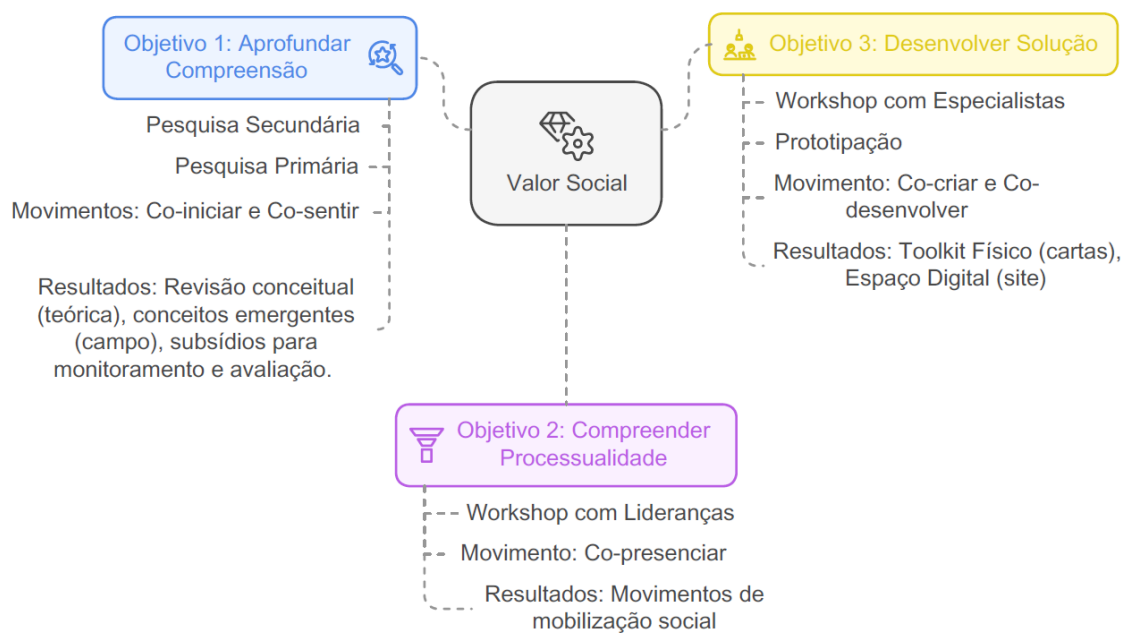 Objetivo 1: Aprofundar
Compreensão
Pesquisa Secundária
Pesquisa Primária
Movimentos: Co-iniciar e Co-sentir
Resultados: Revisão conceitual
(teórica), conceitos emergentes
(campo), subsídios para
monitoramento e avaliação.
Valor Social
Objetivo 3: Desenvolver Solução
Workshop com Especialistas
Prototipação
Movimento: Co-criar e Co-
desenvolver
Resultados: Toolkit Físico (cartas),
Espaço Digital (site)
Objetivo 2: Compreender
Processualidade
Workshop com Lideranças
Movimento: Co-presenciar
Resultados: Movimentos de
mobilização social